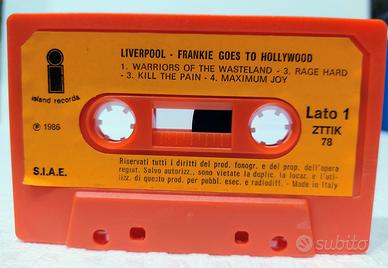 LIVERPOOL - FRANKIE GOES TO HOLLYWOOD
1. WARRIORS OF THE WASTELAND - 3. RAGE HARD
- 3. KILL THE PAIN - 4. MAXIMUM JOY
island records
℗ 1986
S.I.A.E.
Lato 1
ZTTIK
78
Riservati tutti i diritti del prod. fonogr. e del prop. dell'opera
regist. Salvo autorizz., sono vietate la duplic. la locaz. e l'uti-
lizz. di questo prod. per pubbl. esec. e radiodiff. - Made in Italy
subito